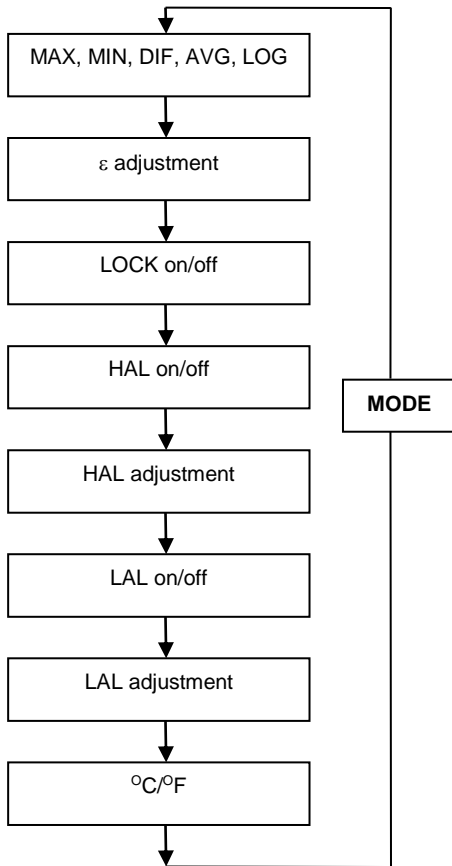 MAX, MIN, DIF, AVG, LOG
ε adjustment
LOCK on/off
HAL on/off
MODE
HAL adjustment
LAL on/off
LAL adjustment
ᴼC/ᴼF